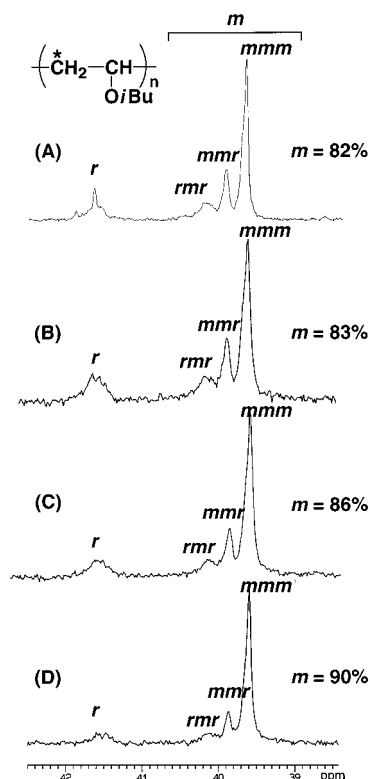 m
mmm
*
(CH₂—CH)n
OiBu
(A)
r
rmr
mmr
m = 82%
mmm
(B)
r
rmr
mmr
m = 83%
mmm
(C)
r
rmr
mmr
m = 86%
mmm
(D)
r
rmr
mmr
m = 90%
42 41 40 39 ppm